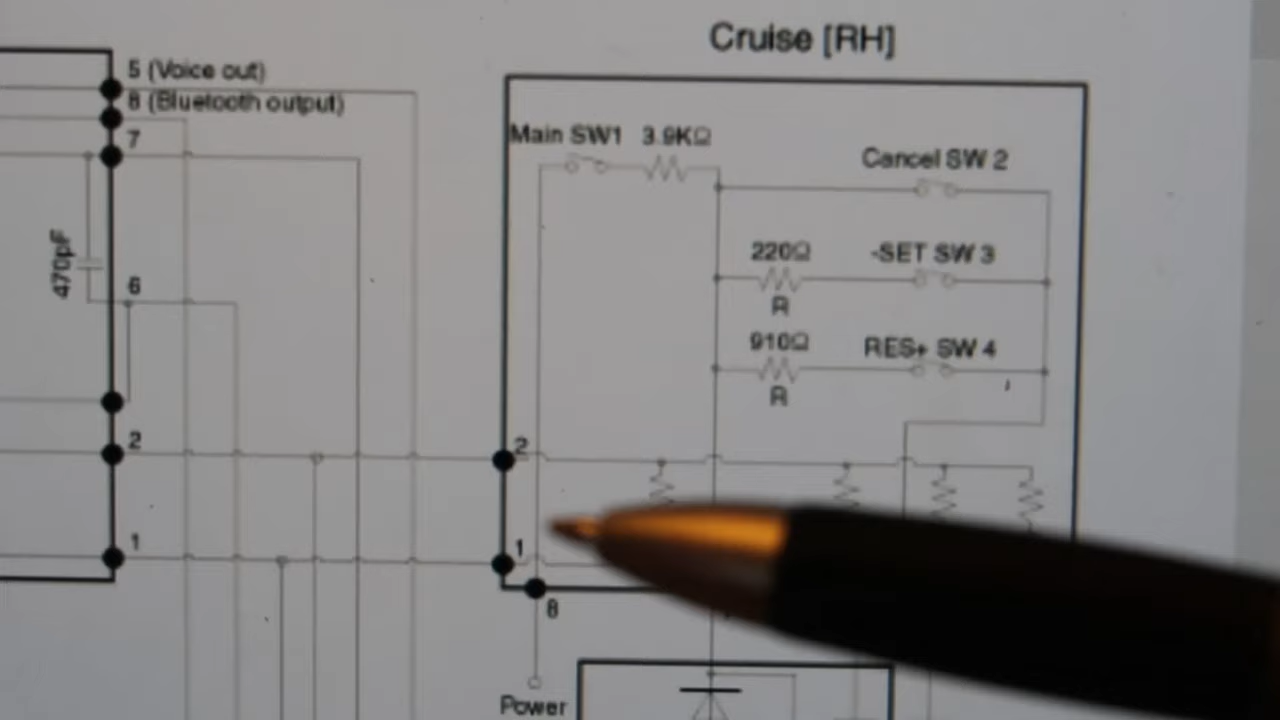 Cruise [RH]
5 (Voice out)
8 (Bluetooth output)
7
470pF
6
2
1
Main SW1 3.9KΩ
Cancel SW 2
220Ω -SET SW 3
R
910Ω RES+ SW 4
R
2
1
8
Power